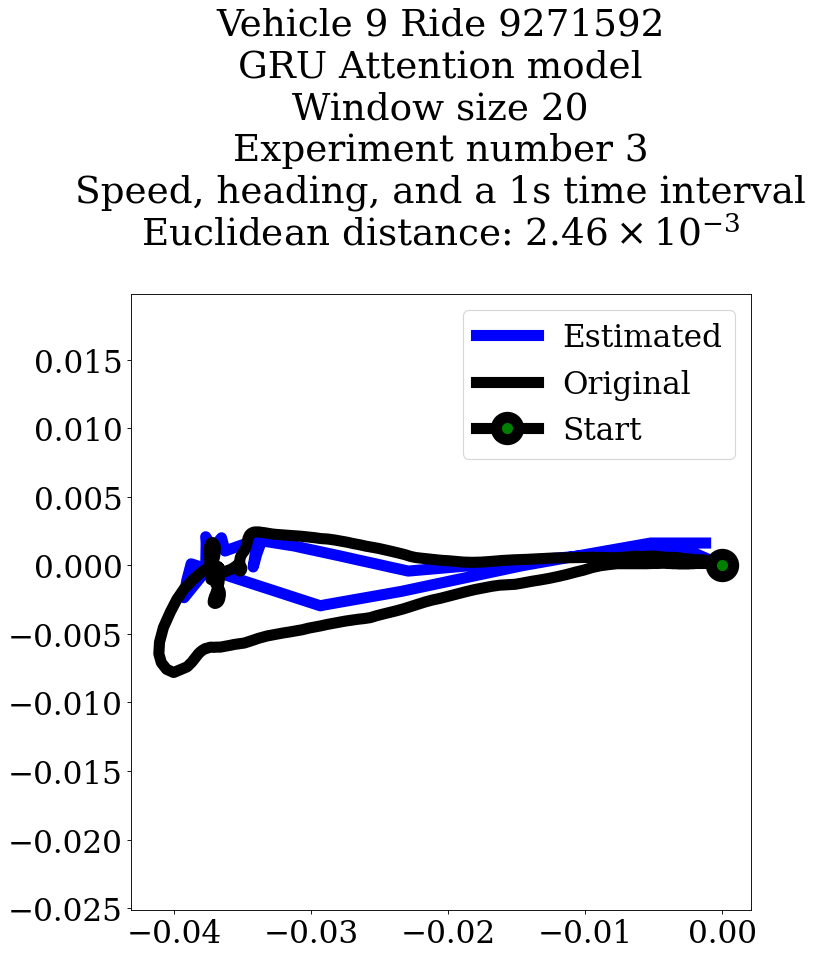 Vehicle 9 Ride 9271592
GRU Attention model
Window size 20
Experiment number 3
Speed, heading, and a 1s time interval
Euclidean distance: 2.46 × 10⁻³
Estimated
Original
Start
0.015
0.010
0.005
0.000
−0.005
−0.010
−0.015
−0.020
−0.025
−0.04 −0.03 −0.02 −0.01 0.00